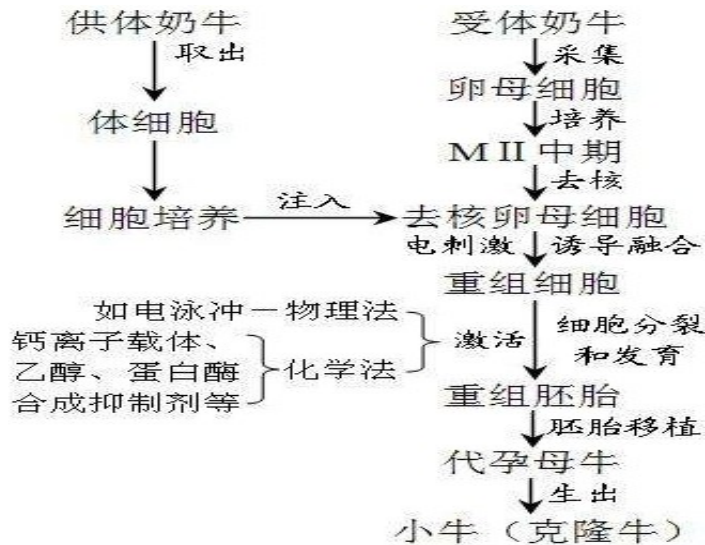 供体奶牛 受体奶牛
取出 采集
卵母细胞
体细胞 培养
MⅡ中期
去核
细胞培养 注入 去核卵母细胞
电刺激 诱导融合
重组细胞
如电泳冲－物理法
钙离子载体、 激活 细胞分裂
乙醇、蛋白酶 化学法 和发育
合成抑制剂等 重组胚胎
胚胎移植
代孕母牛
生出
小牛（克隆牛）